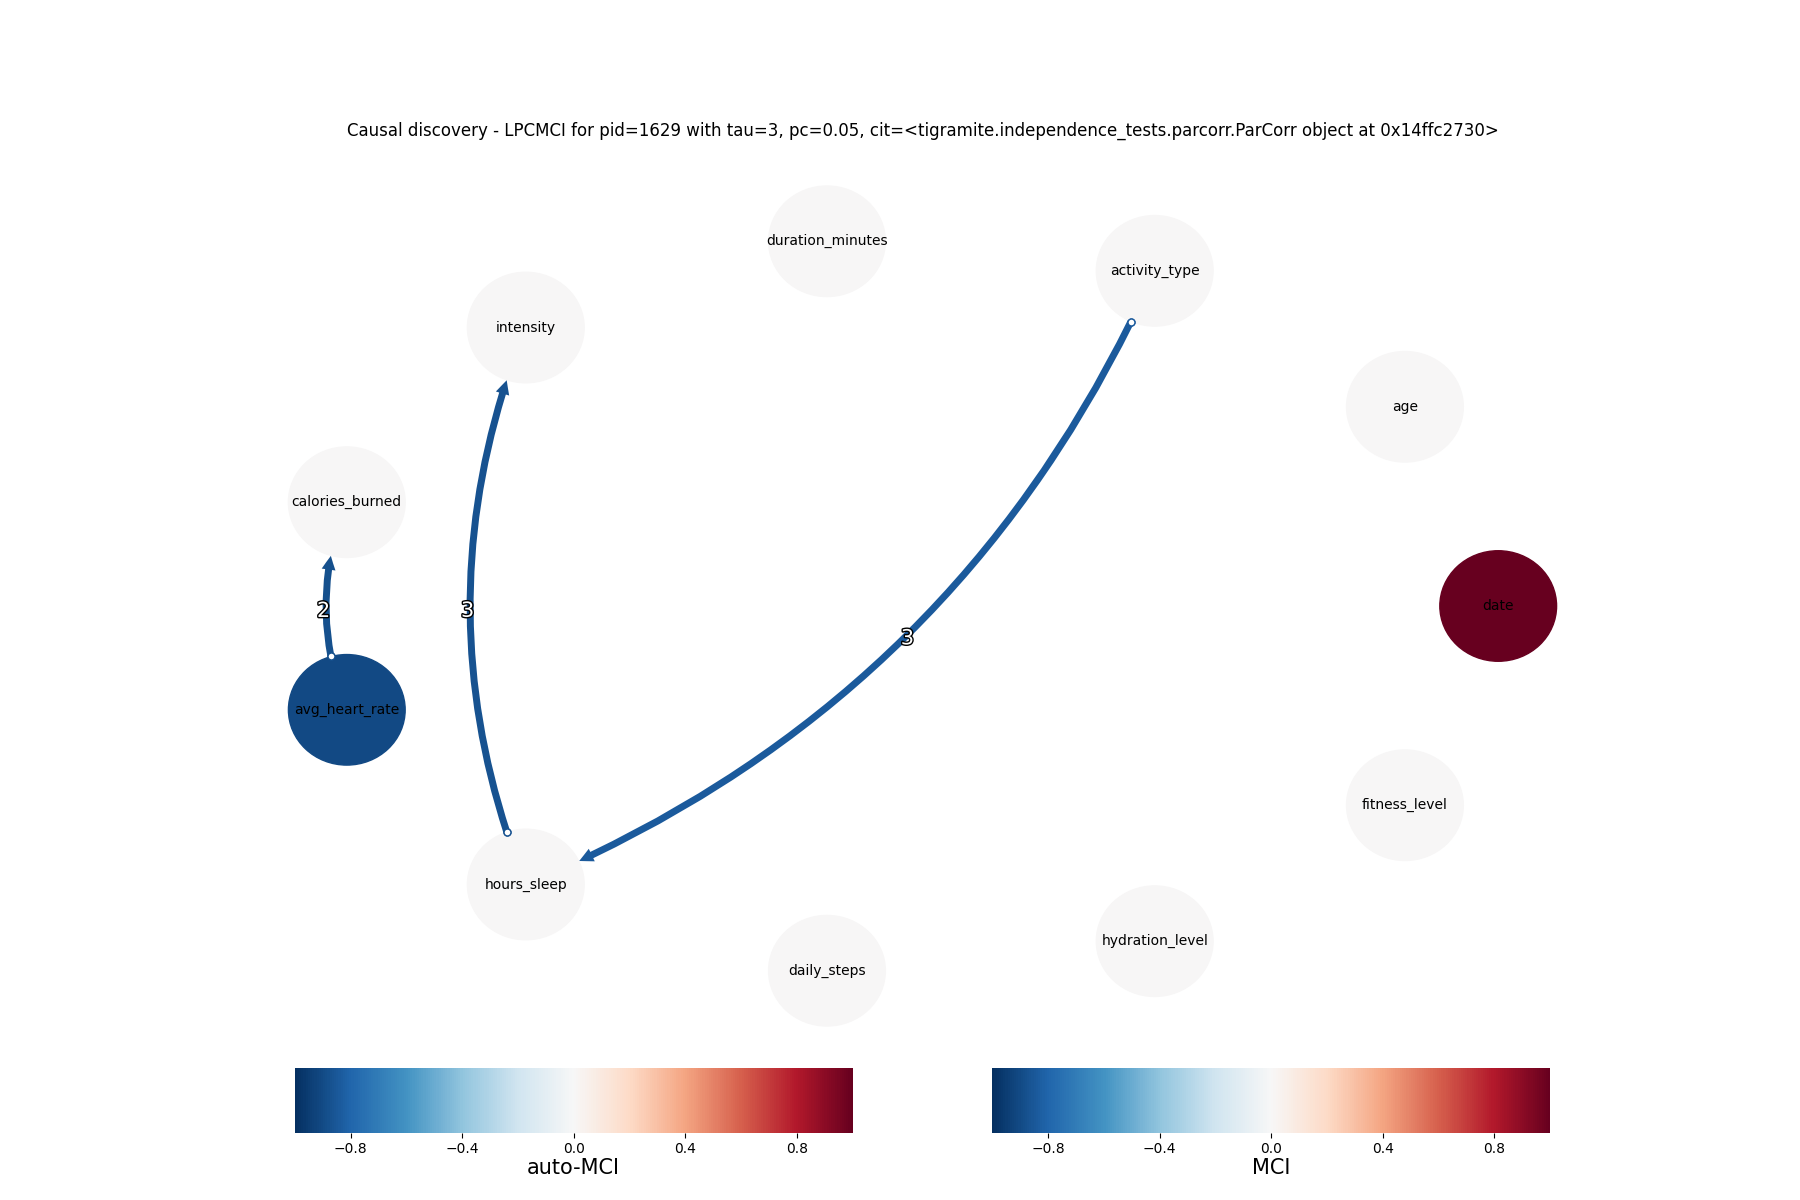 Causal discovery - LPCMCI for pid=1629 with tau=3, pc=0.05, cit=<tigramite.independence_tests.parcorr.ParCorr object at 0x14ffc2730>
duration_minutes
activity_type
intensity
age
calories_burned
date
2
3
3
avg_heart_rate
fitness_level
hours_sleep
hydration_level
daily_steps
−0.8 −0.4 0.0 0.4 0.8
auto-MCI
−0.8 −0.4 0.0 0.4 0.8
MCI